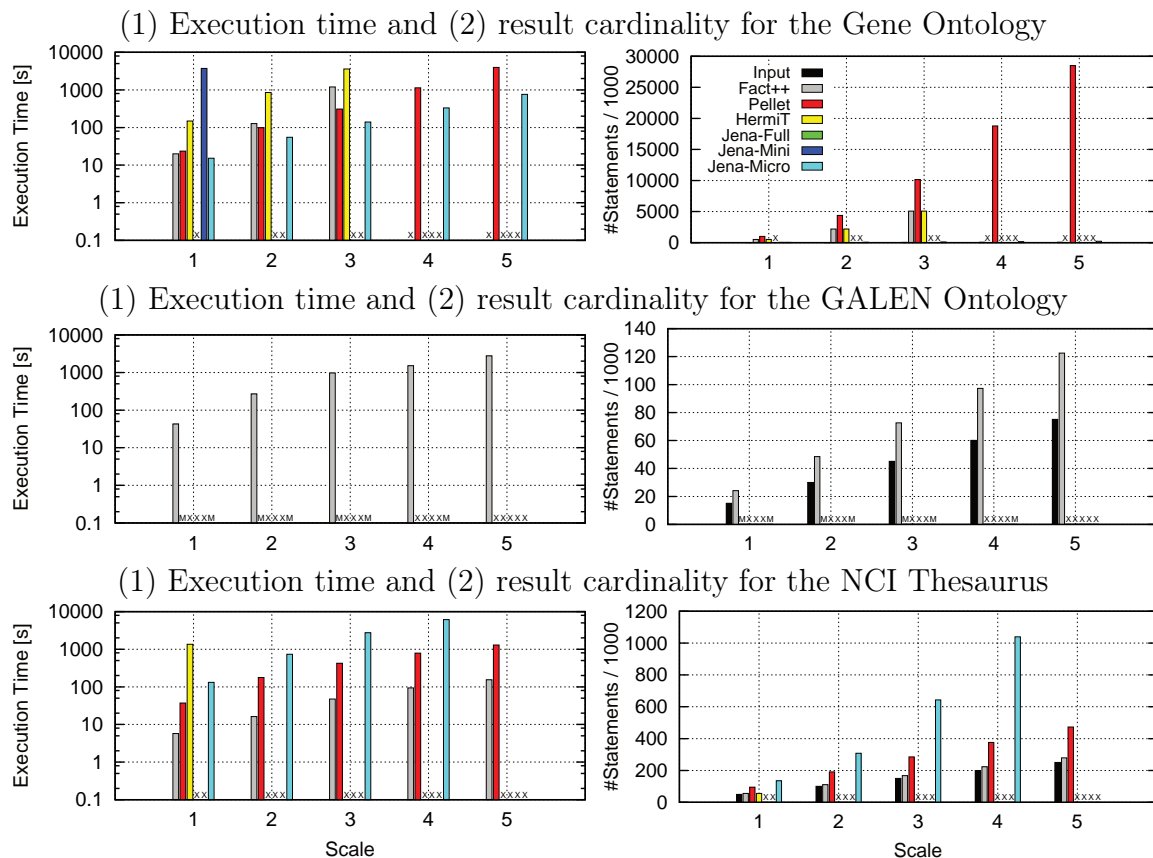 (1) Execution time and (2) result cardinality for the Gene Ontology
Execution Time [s]
10000
1000
100
10
1
0.1
X
X X
X X
X X X X
X X X X
1 2 3 4 5
#Statements / 1000
30000
25000
20000
15000
10000
5000
0
Input
Fact++
Pellet
HermiT
Jena-Full
Jena-Mini
Jena-Micro
X
X X
X X
X X X X
X X X X
1 2 3 4 5
(1) Execution time and (2) result cardinality for the GALEN Ontology
Execution Time [s]
10000
1000
100
10
1
0.1
MXXXM
MXXXM
MXXXM
XXXXM
XXXXX
1 2 3 4 5
#Statements / 1000
140
120
100
80
60
40
20
0
MXXXM
MXXXM
MXXXM
XXXXM
XXXXX
1 2 3 4 5
(1) Execution time and (2) result cardinality for the NCI Thesaurus
Execution Time [s]
10000
1000
100
10
1
0.1
X X
X X X
X X X
X X X
X X X X
1 2 3 4 5
Scale
#Statements / 1000
1200
1000
800
600
400
200
0
X X
X X X
X X X
X X X
X X X X
1 2 3 4 5
Scale